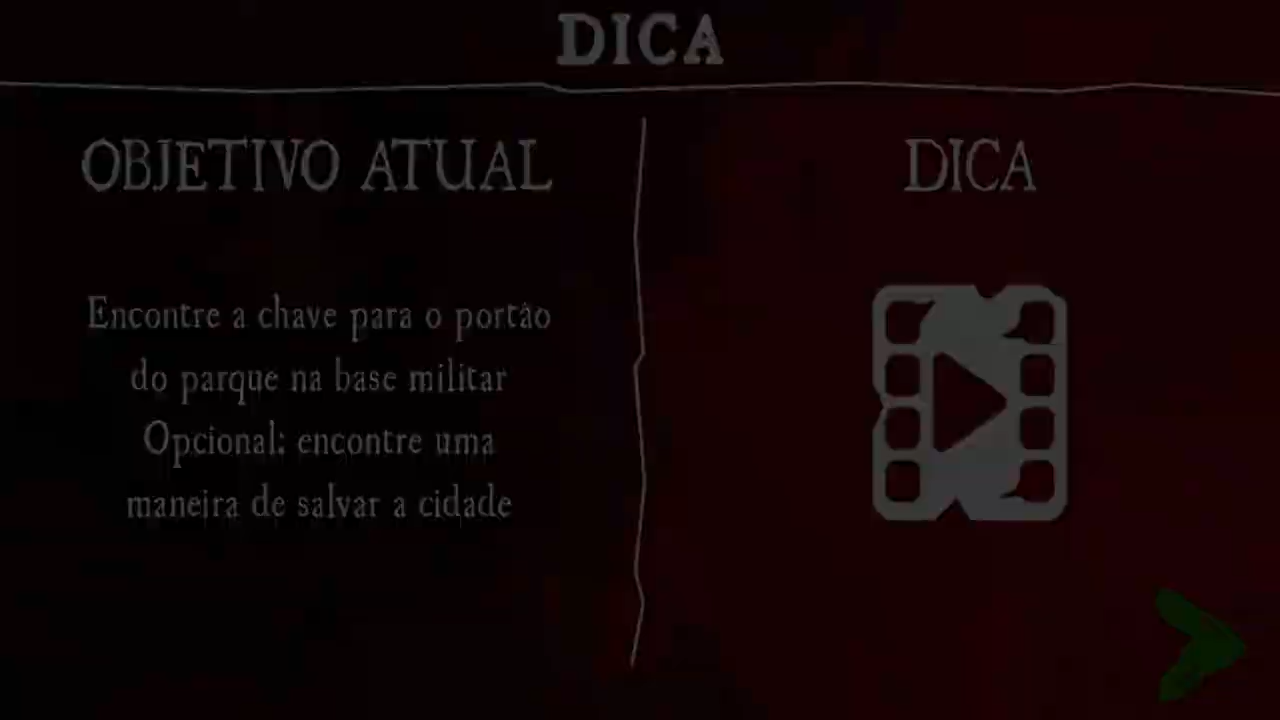 DICA
OBJETIVO ATUAL
Encontre a chave para o portão
do parque na base militar
Opcional: encontre uma
maneira de salvar a cidade
DICA